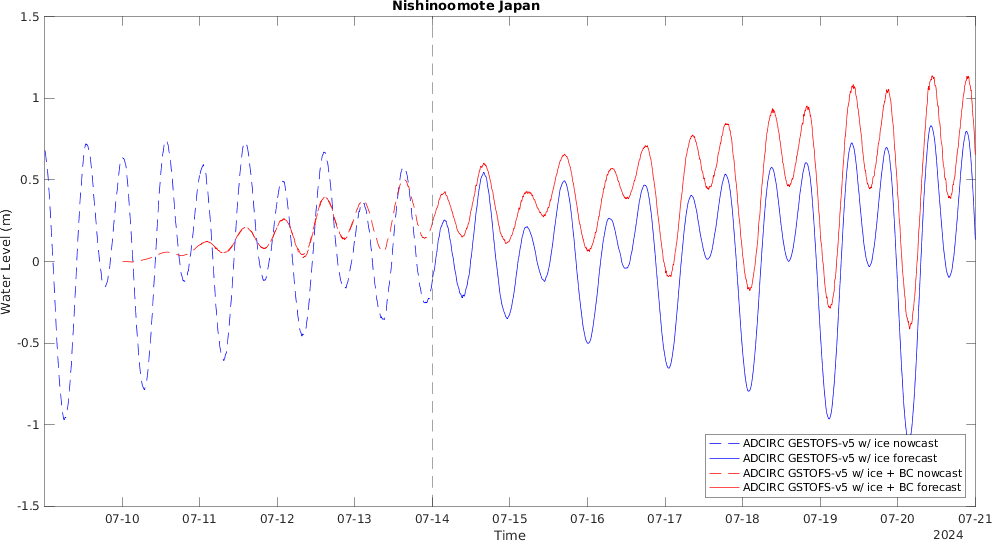 Nishinoomote Japan
Water Level (m)
1.5
1
0.5
0
-0.5
-1
-1.5
ADCIRC GESTOFS-v5 w/ ice nowcast
ADCIRC GESTOFS-v5 w/ ice forecast
ADCIRC GSTOFS-v5 w/ ice + BC nowcast
ADCIRC GSTOFS-v5 w/ ice + BC forecast
07-10 07-11 07-12 07-13 07-14 07-15 07-16 07-17 07-18 07-19 07-20 07-21
Time
2024